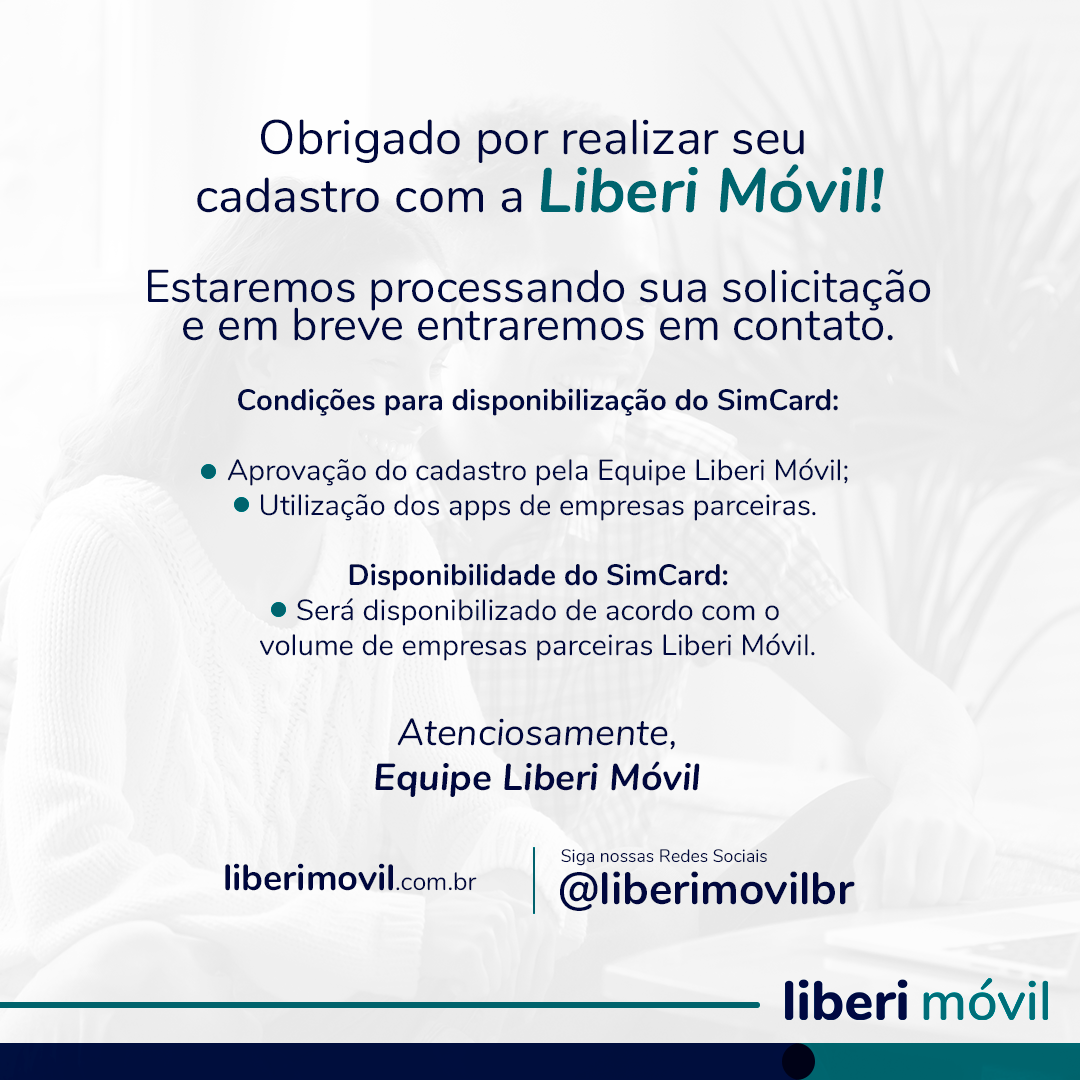 Obrigado por realizar seu
cadastro com a Liberi Móvil!
Estaremos processando sua solicitação
e em breve entraremos em contato.
Condições para disponibilização do SimCard:
Aprovação do cadastro pela Equipe Liberi Móvil;
Utilização dos apps de empresas parceiras.
Disponibilidade do SimCard:
Será disponibilizado de acordo com o
volume de empresas parceiras Liberi Móvil.
Atenciosamente,
Equipe Liberi Móvil
liberimovil.com.br
Siga nossas Redes Sociais
@liberimovilbr
liberi móvil